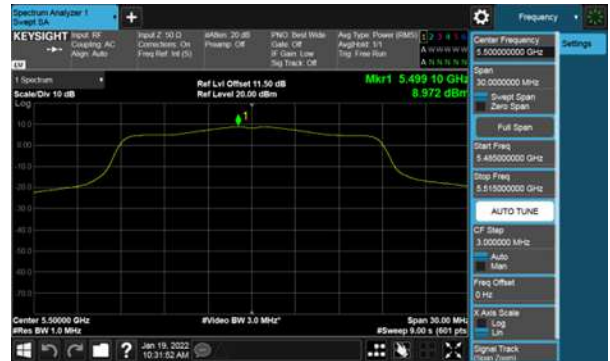 Spectrum Analyzer 1
Swept SA
+
Frequency
KEYSIGHT
Input: RF
Coupling: AC
Align: Auto
Input Z: 50 Ω
Corrections: On
Freq Ref: Int (S)
#Atten: 20 dB
Preamp: Off
PNO: Best Wide
Gate: Off
IF Gain: Low
Sig Track: Off
Avg Type: Power (RMS)
Avg|Hold: 1/1
Trig: Free Run
1 2 3 4 5 6
A W W W W W
A N N N N N
1 Spectrum
Scale/Div 10 dB
Log
Ref Lvl Offset 11.50 dB
Ref Level 20.00 dBm
Mkr1 5.499 10 GHz
8.972 dBm
1
10.0
0.00
-10.0
-20.0
-30.0
-40.0
-50.0
-60.0
-70.0
Center 5.50000 GHz
#Res BW 1.0 MHz
#Video BW 3.0 MHz*
Span 30.00 MHz
#Sweep 9.00 s (601 pts)
Center Frequency
5.500000000 GHz
Settings
Span
30.0000000 MHz
Swept Span
Zero Span
Full Span
Start Freq
5.485000000 GHz
Stop Freq
5.515000000 GHz
AUTO TUNE
CF Step
3.000000 MHz
Auto
Man
Freq Offset
0 Hz
X Axis Scale
Log
Lin
Signal Track
(Span Zoom)
?
Jan 19, 2022
10:31:52 AM